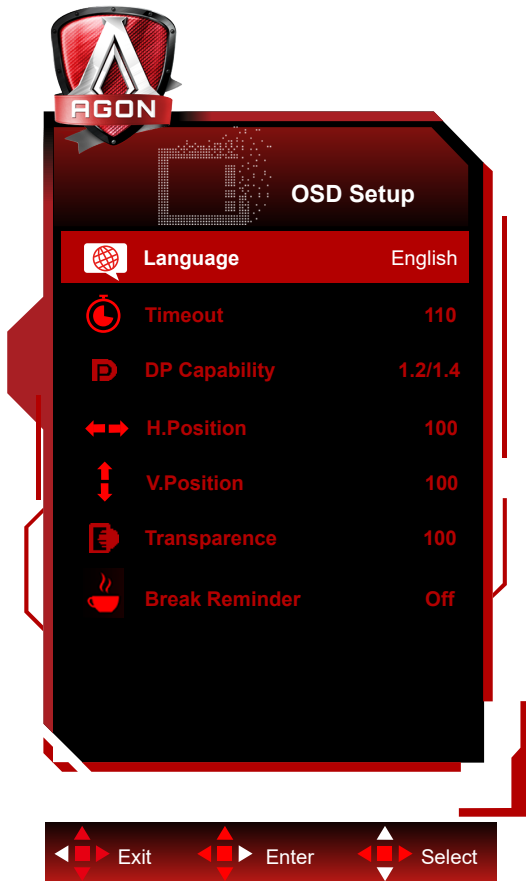 AGON
OSD Setup
Language English
Timeout 110
DP Capability 1.2/1.4
H.Position 100
V.Position 100
Transparence 100
Break Reminder Off
Exit Enter Select